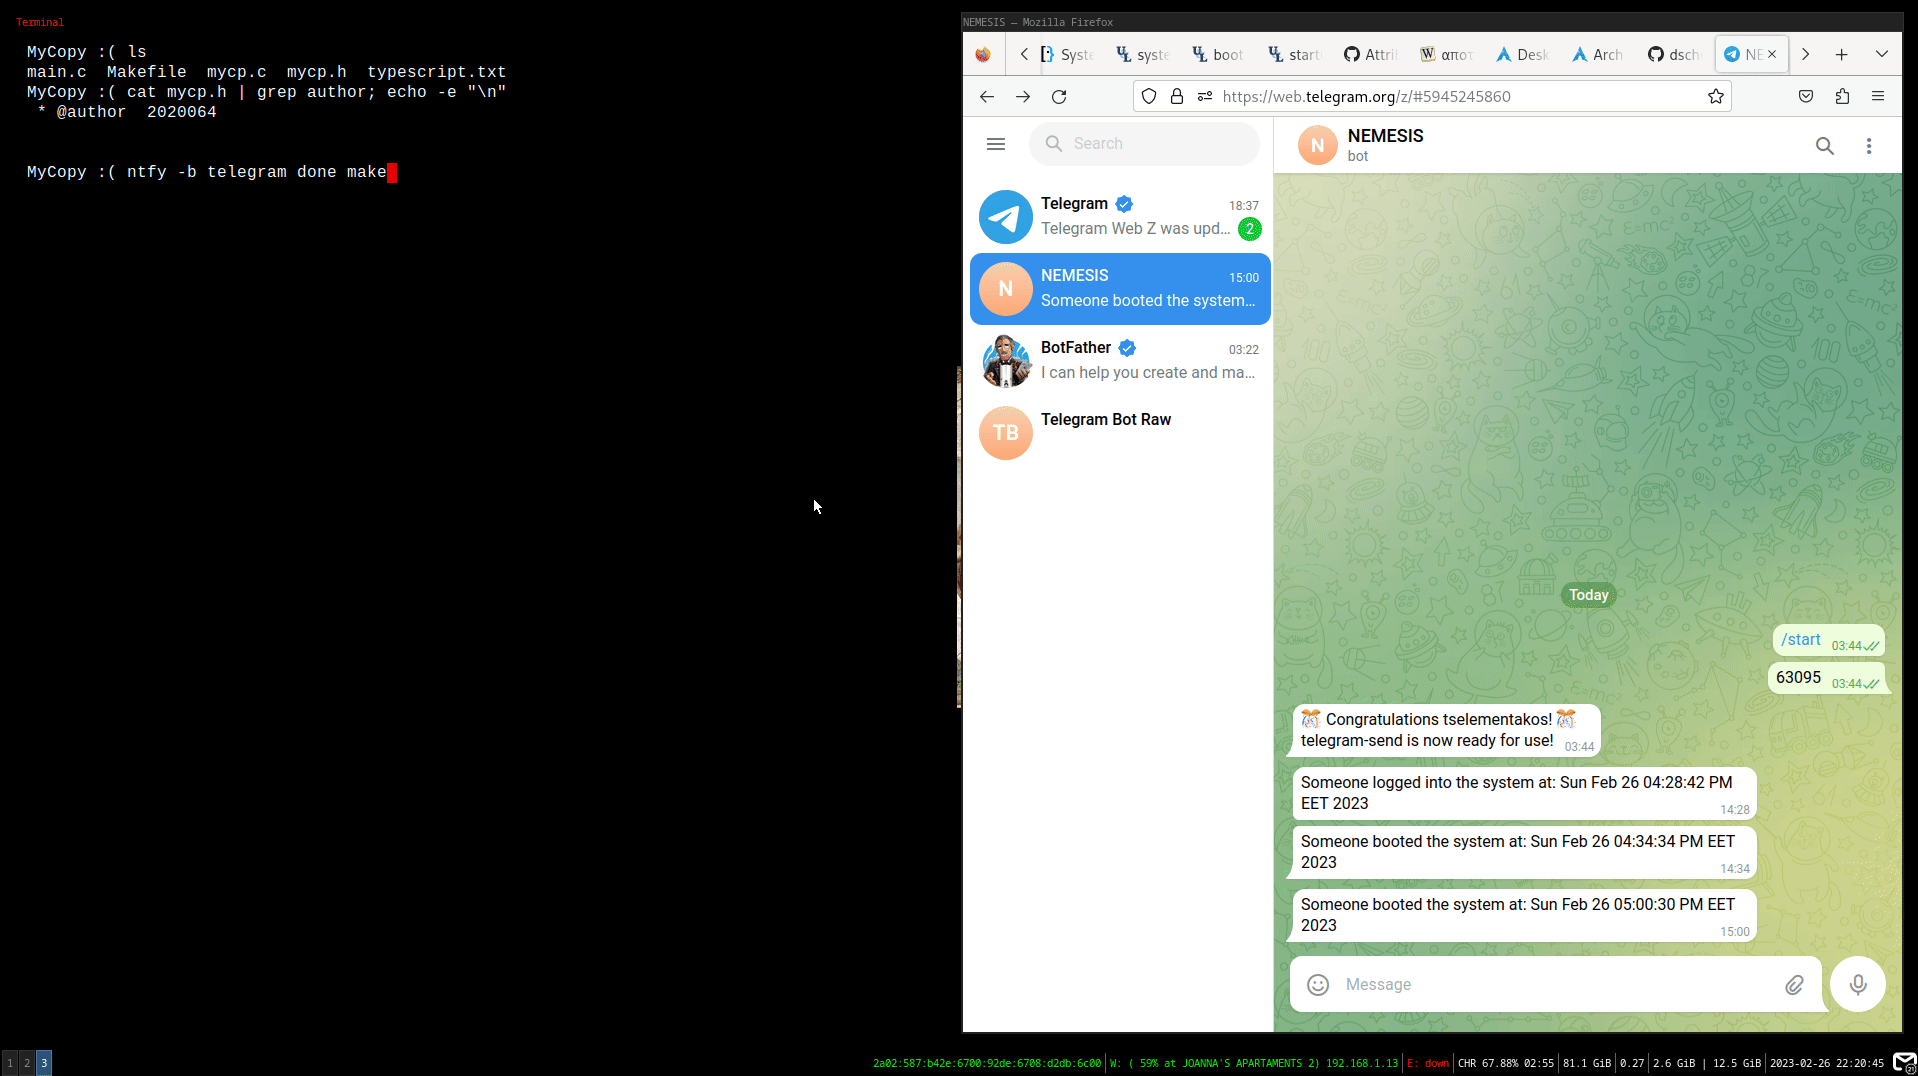 Terminal
MyCopy :( ls
main.c  Makefile  mycp.c  mycp.h  typescript.txt
MyCopy :( cat mycp.h | grep author; echo -e "\n"
 * @author  2020064
MyCopy :( ntfy -b telegram done make
NEMESIS — Mozilla Firefox
Syste
syste
boot
start
Attri
αποτ
Desk
Arch
dsch
NE
https://web.telegram.org/z/#5945245860
Search
NEMESIS
bot
N
Telegram
18:37
Telegram Web Z was upd...
2
N
NEMESIS
15:00
Someone booted the system...
BotFather
03:22
I can help you create and ma...
TB
Telegram Bot Raw
Today
/start 03:44
63095 03:44
Congratulations tselementakos!
telegram-send is now ready for use! 03:44
Someone logged into the system at: Sun Feb 26 04:28:42 PM
EET 2023 14:28
Someone booted the system at: Sun Feb 26 04:34:34 PM EET
2023 14:34
Someone booted the system at: Sun Feb 26 05:00:30 PM EET
2023 15:00
Message
1 2 3
2a02:587:b42e:6700:92de:6708:d2db:6c00 | W: ( 59% at JOANNA'S APARTAMENTS 2) 192.168.1.13 | E: down | CHR 67.88% 02:55 | 81.1 GiB | 0.27 | 2.6 GiB | 12.5 GiB | 2023-02-26 22:20:45
21